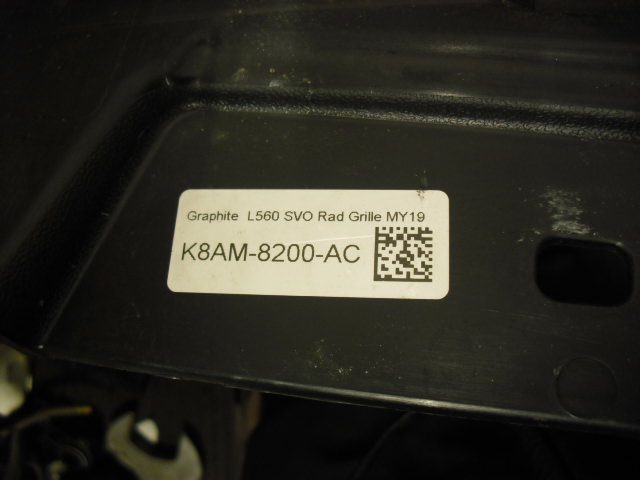 Graphite L560 SVO Rad Grille MY19
K8AM-8200-AC